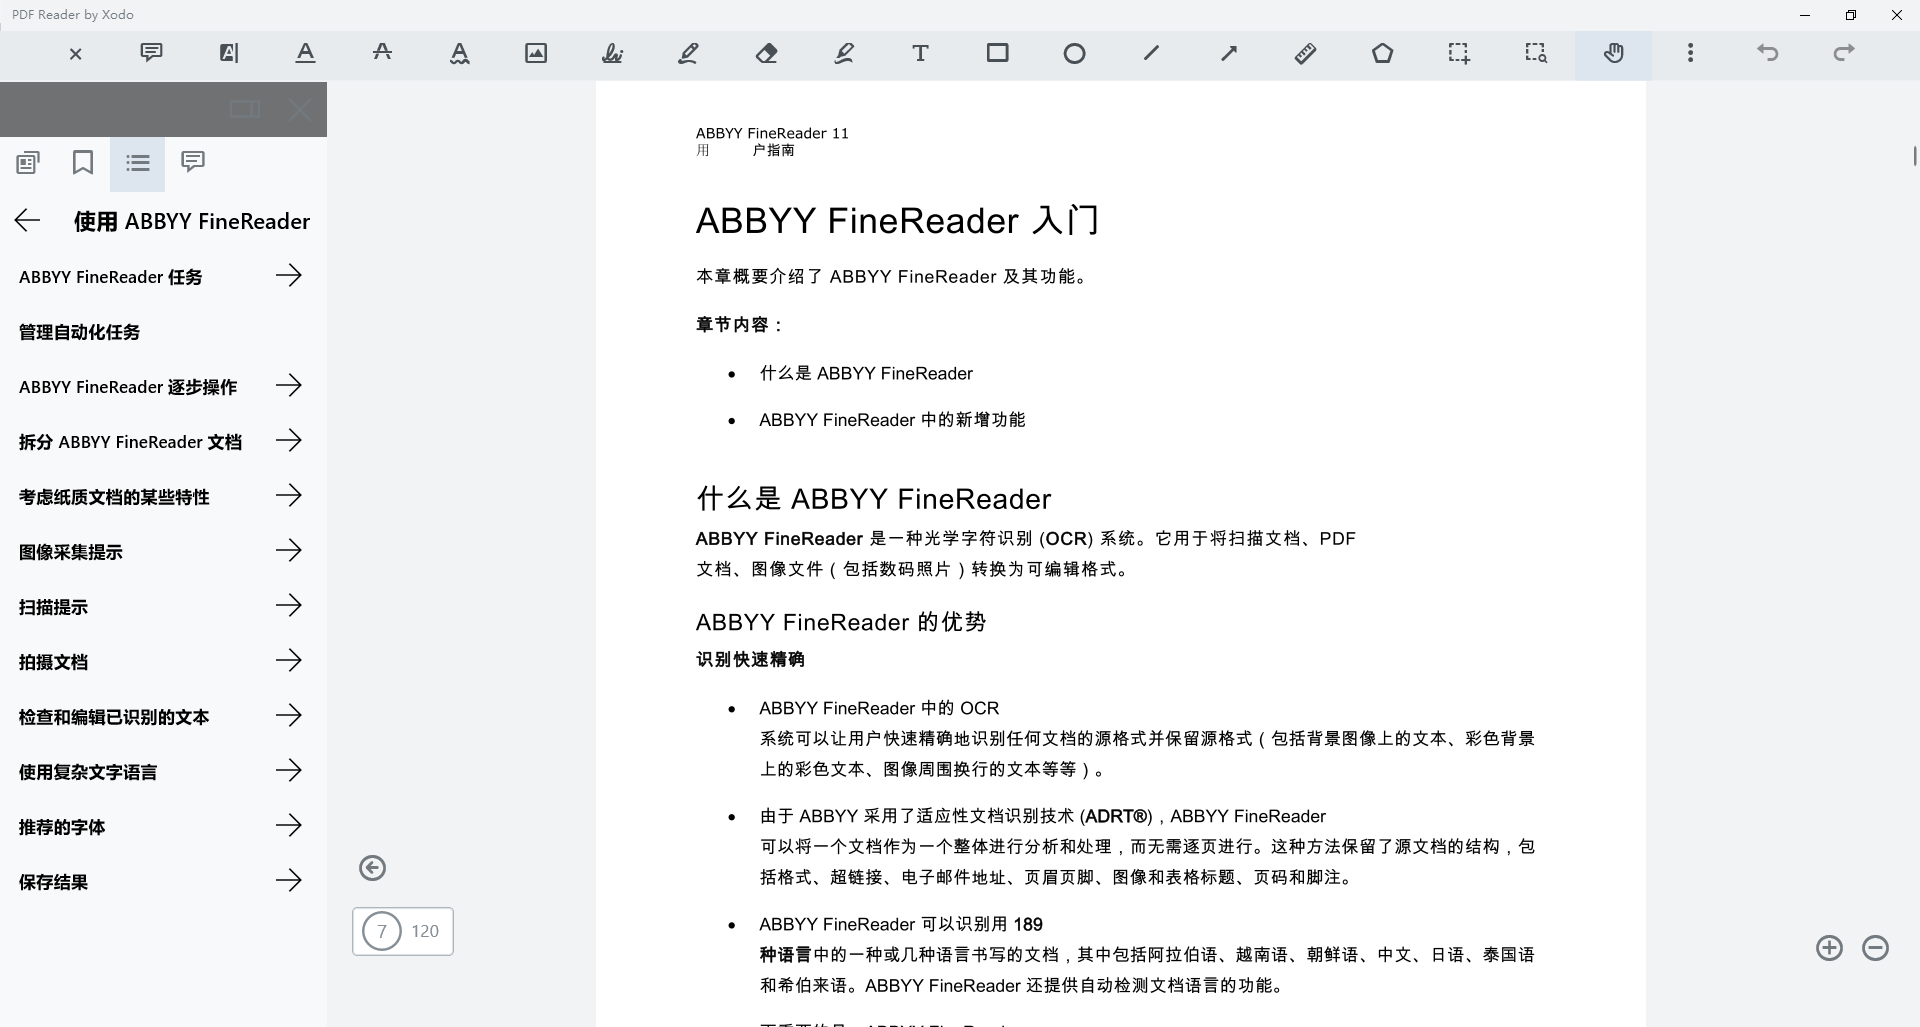 PDF Reader by Xodo
使用 ABBYY FineReader
ABBYY FineReader 任务
管理自动化任务
ABBYY FineReader 逐步操作
拆分 ABBYY FineReader 文档
考虑纸质文档的某些特性
图像采集提示
扫描提示
拍摄文档
检查和编辑已识别的文本
使用复杂文字语言
推荐的字体
保存结果
7 120
ABBYY FineReader 11
用 户指南
ABBYY FineReader 入门
本章概要介绍了 ABBYY FineReader 及其功能。
章节内容：
• 什么是 ABBYY FineReader
• ABBYY FineReader 中的新增功能
什么是 ABBYY FineReader
ABBYY FineReader 是一种光学字符识别 (OCR) 系统。它用于将扫描文档、PDF
文档、图像文件（包括数码照片）转换为可编辑格式。
ABBYY FineReader 的优势
识别快速精确
• ABBYY FineReader 中的 OCR
系统可以让用户快速精确地识别任何文档的源格式并保留源格式（包括背景图像上的文本、彩色背景
上的彩色文本、图像周围换行的文本等等）。
• 由于 ABBYY 采用了适应性文档识别技术 (ADRT®)，ABBYY FineReader
可以将一个文档作为一个整体进行分析和处理，而无需逐页进行。这种方法保留了源文档的结构，包
括格式、超链接、电子邮件地址、页眉页脚、图像和表格标题、页码和脚注。
• ABBYY FineReader 可以识别用 189
种语言中的一种或几种语言书写的文档，其中包括阿拉伯语、越南语、朝鲜语、中文、日语、泰国语
和希伯来语。ABBYY FineReader 还提供自动检测文档语言的功能。